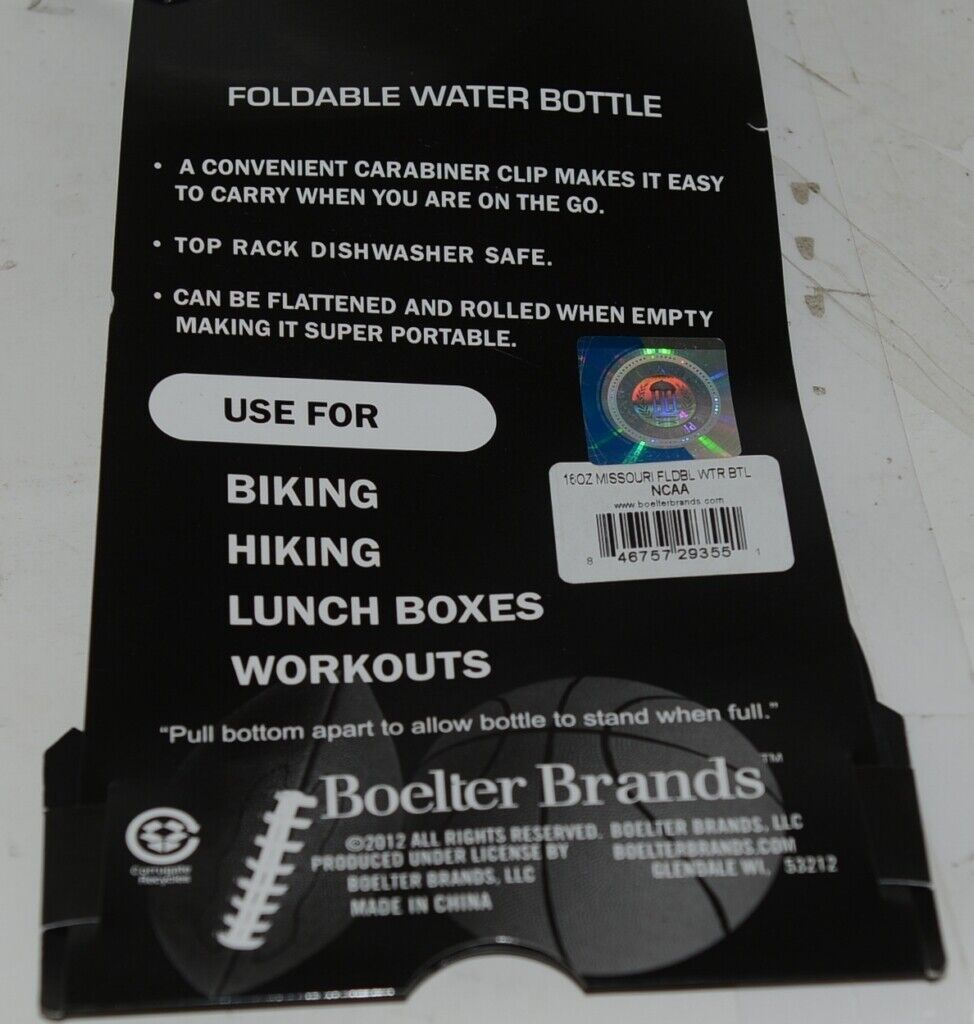 FOLDABLE WATER BOTTLE
• A CONVENIENT CARABINER CLIP MAKES IT EASY
TO CARRY WHEN YOU ARE ON THE GO.
• TOP RACK DISHWASHER SAFE.
• CAN BE FLATTENED AND ROLLED WHEN EMPTY
MAKING IT SUPER PORTABLE.
USE FOR
BIKING
HIKING
LUNCH BOXES
WORKOUTS
16OZ MISSOURI FLDBL WTR BTL
NCAA
www.boelterbrands.com
8 46757 29355 1
"Pull bottom apart to allow bottle to stand when full."
Boelter Brands™
©2012 ALL RIGHTS RESERVED.
PRODUCED UNDER LICENSE BY
BOELTER BRANDS, LLC
MADE IN CHINA
BOELTER BRANDS, LLC
BOELTERBRANDS.COM
GLENDALE WI, 53212
Corrugated
Recycles